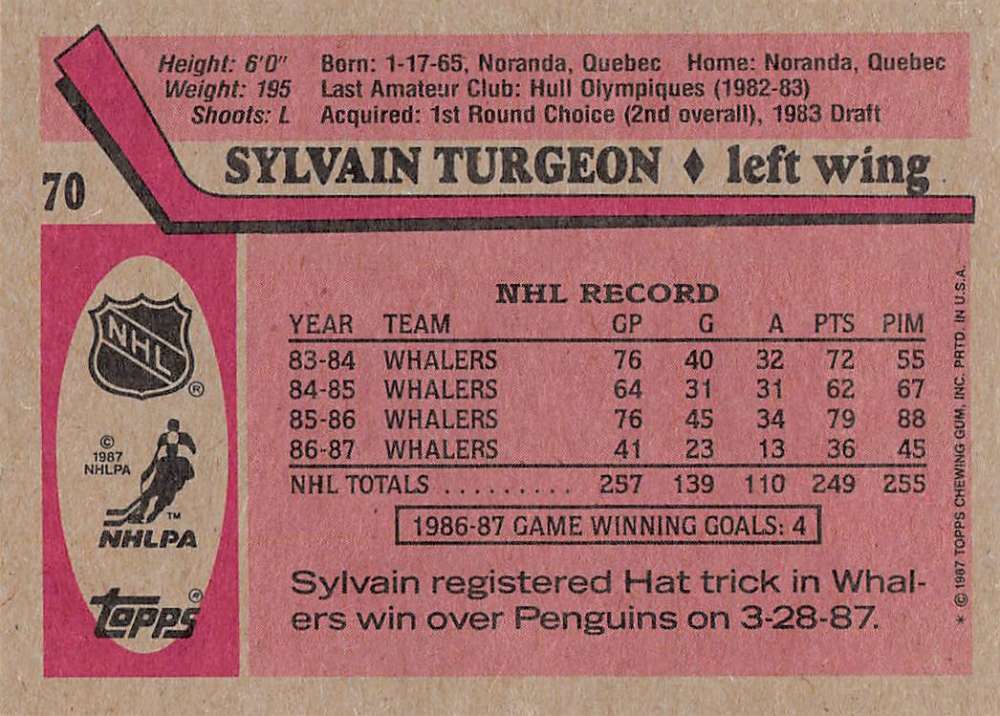 Height: 6'0" Born: 1-17-65, Noranda, Quebec Home: Noranda, Quebec
Weight: 195 Last Amateur Club: Hull Olympiques (1982-83)
Shoots: L Acquired: 1st Round Choice (2nd overall), 1983 Draft
70 SYLVAIN TURGEON ♦ left wing
NHL RECORD
YEAR TEAM GP G A PTS PIM
83-84 WHALERS 76 40 32 72 55
84-85 WHALERS 64 31 31 62 67
85-86 WHALERS 76 45 34 79 88
86-87 WHALERS 41 23 13 36 45
NHL TOTALS .......... 257 139 110 249 255
1986-87 GAME WINNING GOALS: 4
Sylvain registered Hat trick in Whal-
ers win over Penguins on 3-28-87.
NHL ®
©
1987
NHLPA
TM
NHLPA
topps ®
* © 1987 TOPPS CHEWING GUM, INC. PRTD. IN U.S.A.